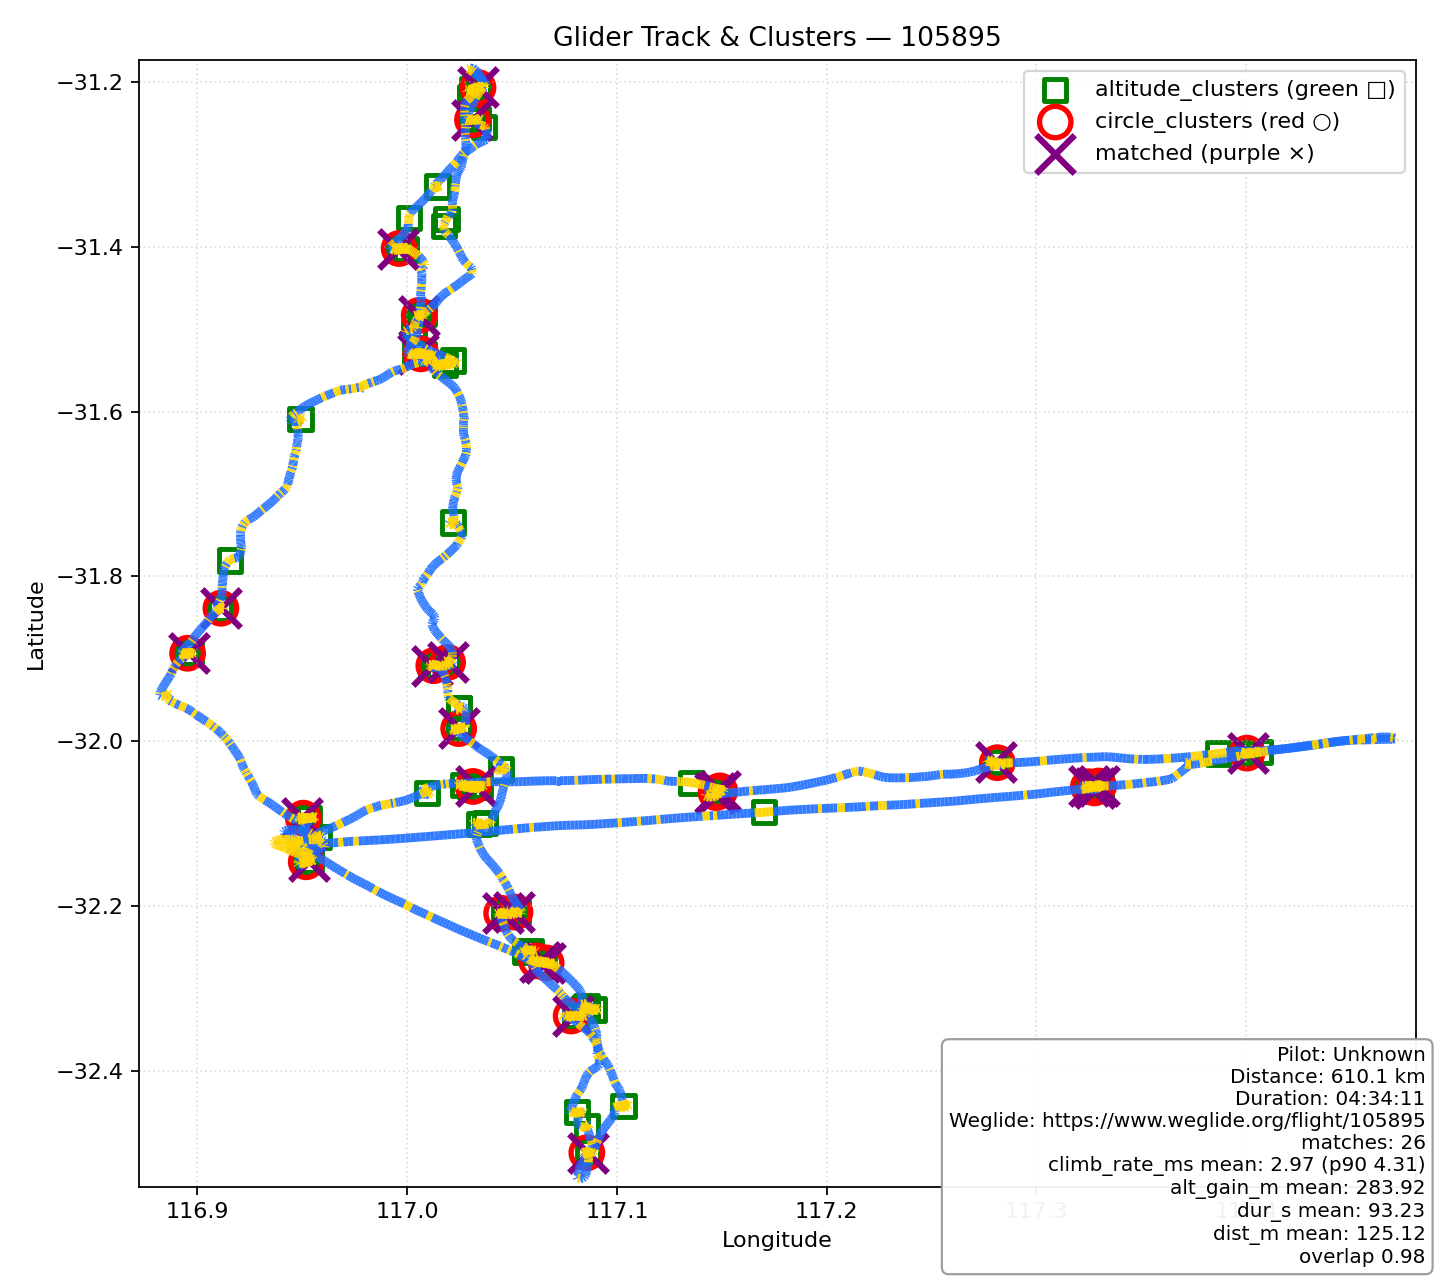 Glider Track & Clusters — 105895
altitude_clusters (green □)
circle_clusters (red ○)
matched (purple ×)
−31.2
−31.4
−31.6
−31.8
−32.0
−32.2
−32.4
Latitude
116.9
117.0
117.1
117.2
117.3
Longitude
Pilot: Unknown
Distance: 610.1 km
Duration: 04:34:11
Weglide: https://www.weglide.org/flight/105895
matches: 26
climb_rate_ms mean: 2.97 (p90 4.31)
alt_gain_m mean: 283.92
dur_s mean: 93.23
dist_m mean: 125.12
overlap 0.98